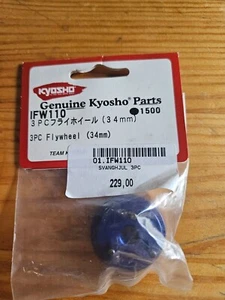 KYOSHO
Genuine Kyosho Parts
IFW110
1500
3PCフライホイール(34mm)
3PC Flywheel (34mm)
TEAM K
01.IFW110
SVANGHJUL 3PC
229,00